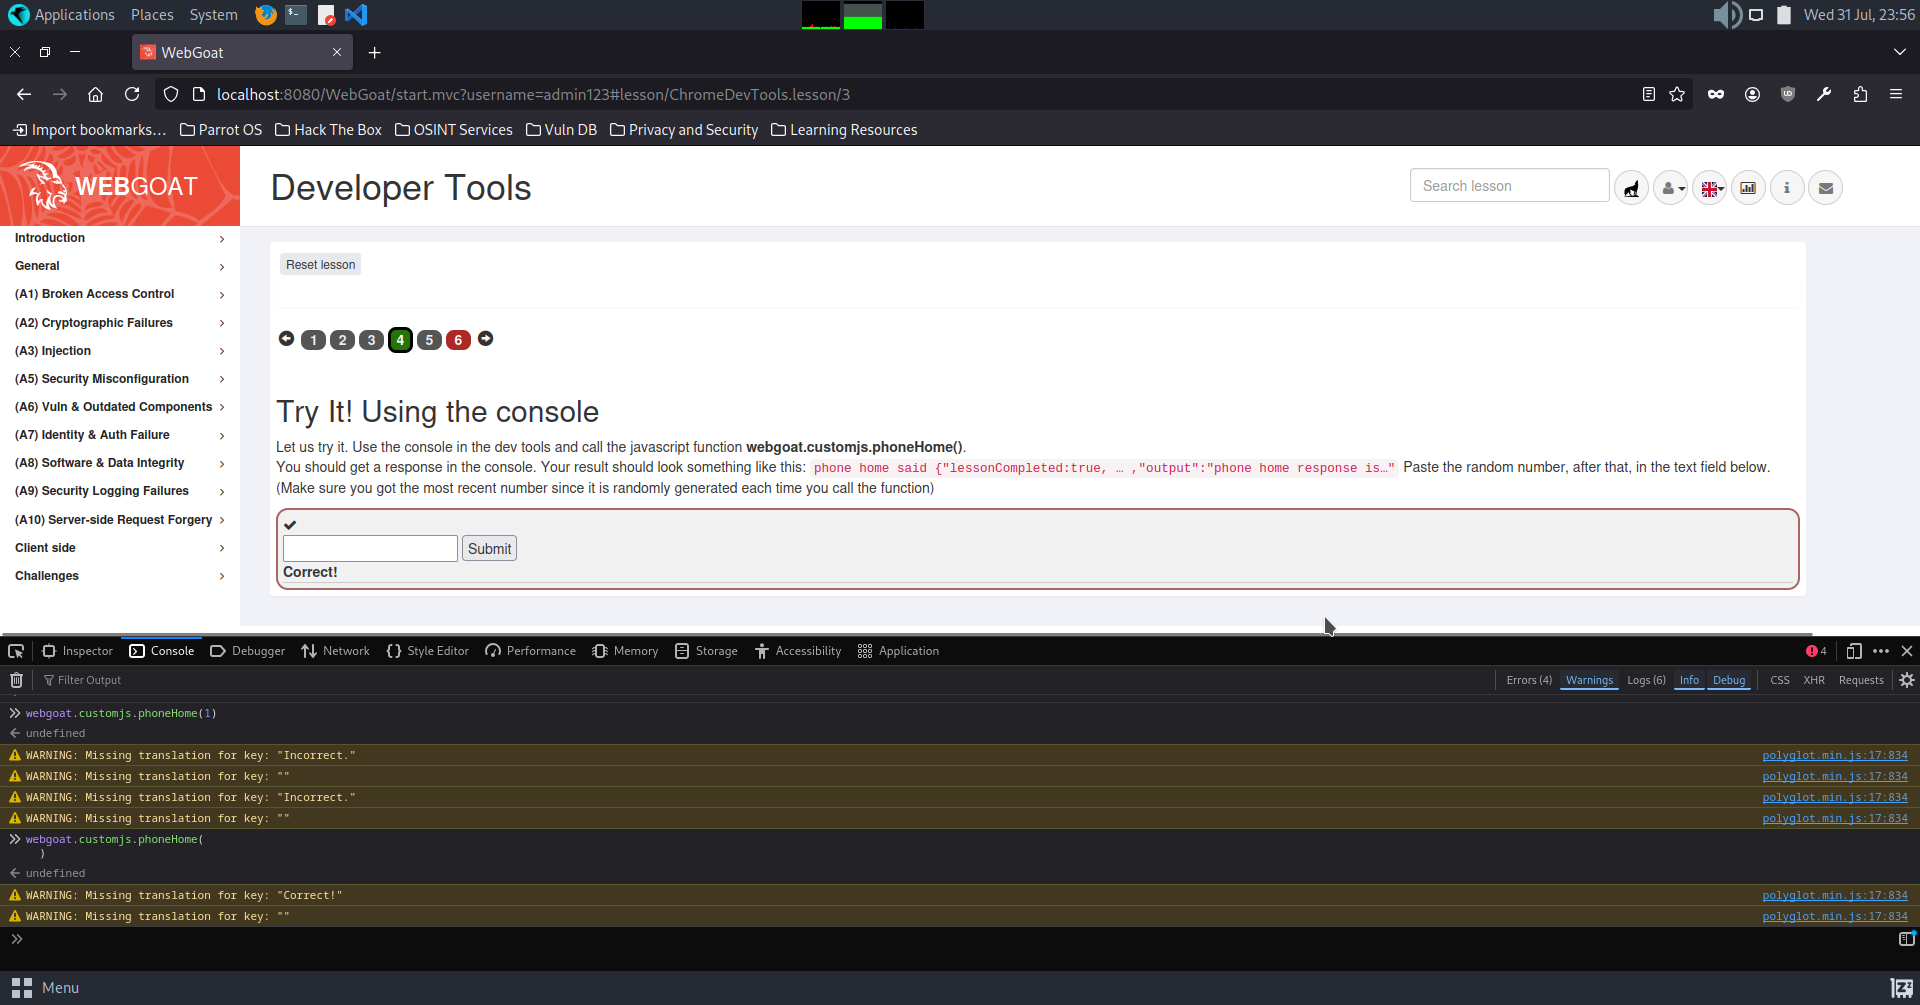 Applications Places System Wed 31 Jul, 23:56
WebGoat
localhost:8080/WebGoat/start.mvc?username=admin123#lesson/ChromeDevTools.lesson/3
Import bookmarks… Parrot OS Hack The Box OSINT Services Vuln DB Privacy and Security Learning Resources
WEBGOAT
Developer Tools
Search lesson
Introduction
General
(A1) Broken Access Control
(A2) Cryptographic Failures
(A3) Injection
(A5) Security Misconfiguration
(A6) Vuln & Outdated Components
(A7) Identity & Auth Failure
(A8) Software & Data Integrity
(A9) Security Logging Failures
(A10) Server-side Request Forgery
Client side
Challenges
Reset lesson
1 2 3 4 5 6
Try It! Using the console
Let us try it. Use the console in the dev tools and call the javascript function webgoat.customjs.phoneHome().
You should get a response in the console. Your result should look something like this: phone home said {"lessonCompleted:true, … ,"output":"phone home response is…" Paste the random number, after that, in the text field below.
(Make sure you got the most recent number since it is randomly generated each time you call the function)
Submit
Correct!
Inspector Console Debugger Network Style Editor Performance Memory Storage Accessibility Application 4
Filter Output Errors (4) Warnings Logs (6) Info Debug CSS XHR Requests
webgoat.customjs.phoneHome(1)
undefined
WARNING: Missing translation for key: "Incorrect." polyglot.min.js:17:834
WARNING: Missing translation for key: "" polyglot.min.js:17:834
WARNING: Missing translation for key: "Incorrect." polyglot.min.js:17:834
WARNING: Missing translation for key: "" polyglot.min.js:17:834
webgoat.customjs.phoneHome(
)
undefined
WARNING: Missing translation for key: "Correct!" polyglot.min.js:17:834
WARNING: Missing translation for key: "" polyglot.min.js:17:834
Menu